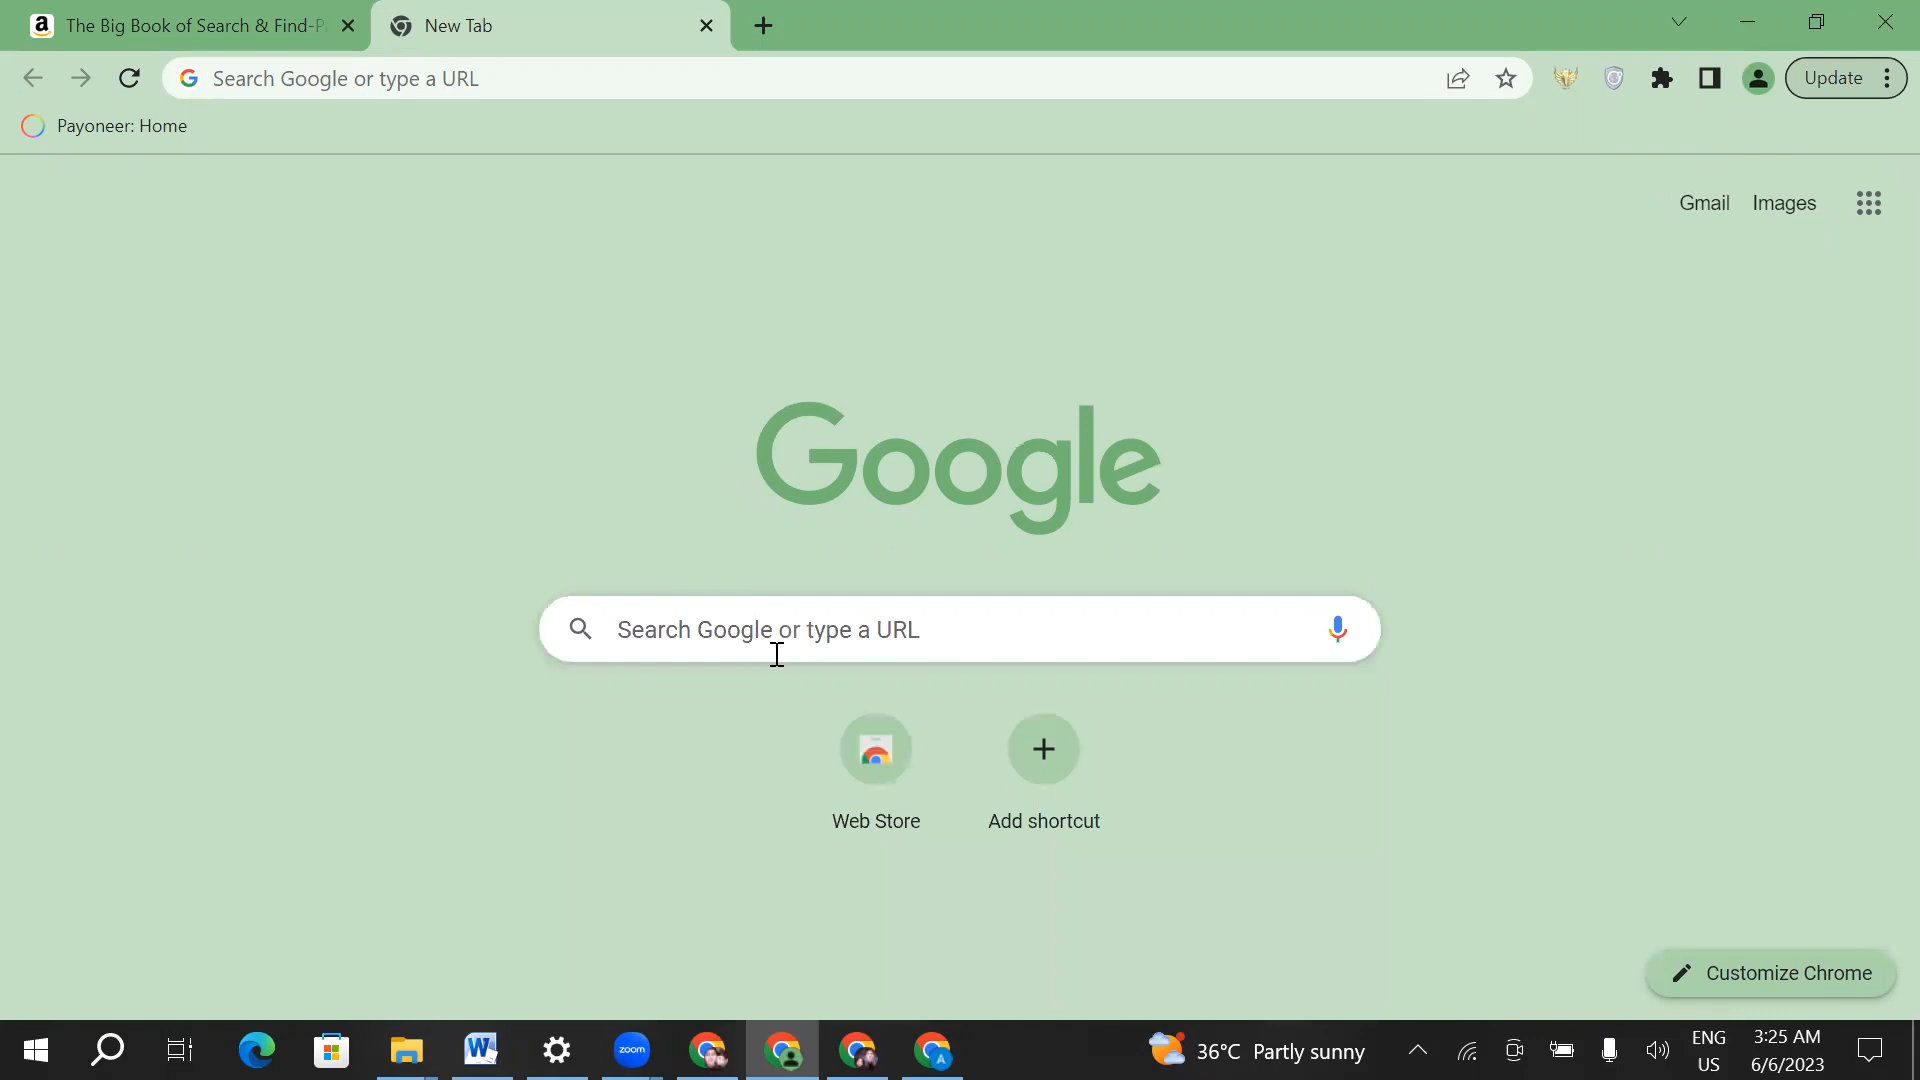 The Big Book of Search & Find-P
New Tab
Search Google or type a URL
Update
Payoneer: Home
Gmail
Images
Google
Search Google or type a URL
Web Store
Add shortcut
Customize Chrome
zoom
A
36°C Partly sunny
ENG
US
3:25 AM
6/6/2023